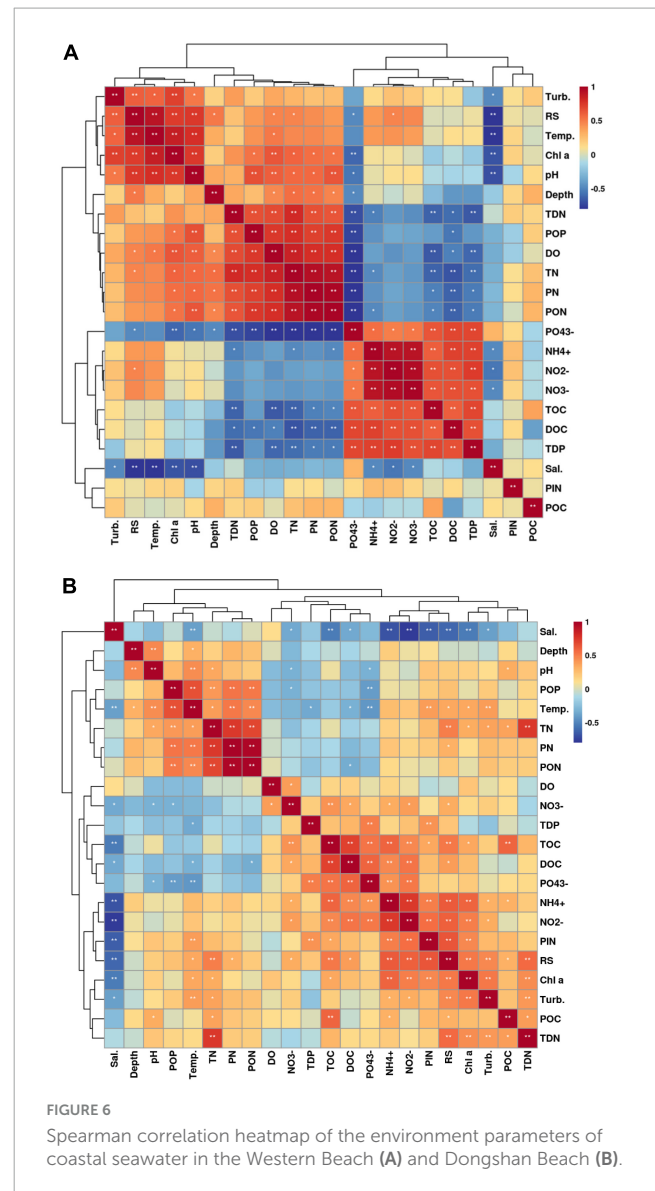 A
1
0.5
0
-0.5
Turb.
RS
Temp.
Chl a
pH
Depth
TDN
POP
DO
TN
PN
PON
PO43-
NH4+
NO2-
NO3-
TOC
DOC
TDP
Sal.
PIN
POC
Turb. RS Temp. Chl a pH Depth TDN POP DO TN PN PON PO43- NH4+ NO2- NO3- TOC DOC TDP Sal. PIN POC
B
1
0.5
0
-0.5
Sal.
Depth
pH
POP
Temp.
TN
PN
PON
DO
NO3-
TDP
TOC
DOC
PO43-
NH4+
NO2-
PIN
RS
Chl a
Turb.
POC
TDN
Sal. Depth pH POP Temp. TN PN PON DO NO3- TDP TOC DOC PO43- NH4+ NO2- PIN RS Chl a Turb. POC TDN
FIGURE 6
Spearman correlation heatmap of the environment parameters of
coastal seawater in the Western Beach (A) and Dongshan Beach (B).